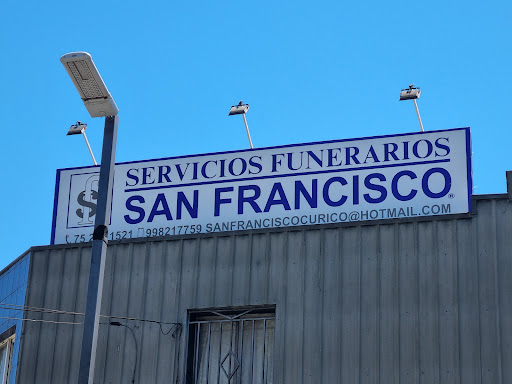 SERVICIOS FUNERARIOS
SAN FRANCISCO®
75 1521 998217759 SANFRANCISCOCURICO@HOTMAIL.COM